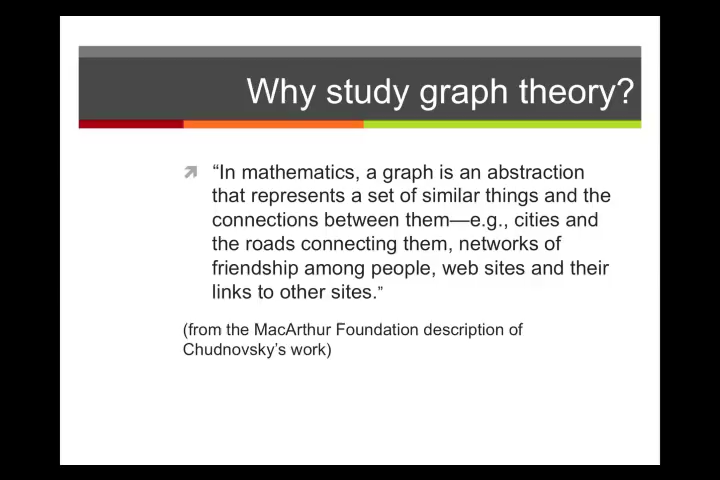 Why study graph theory?
“In mathematics, a graph is an abstraction
that represents a set of similar things and the
connections between them—e.g., cities and
the roads connecting them, networks of
friendship among people, web sites and their
links to other sites.”
(from the MacArthur Foundation description of
Chudnovsky’s work)